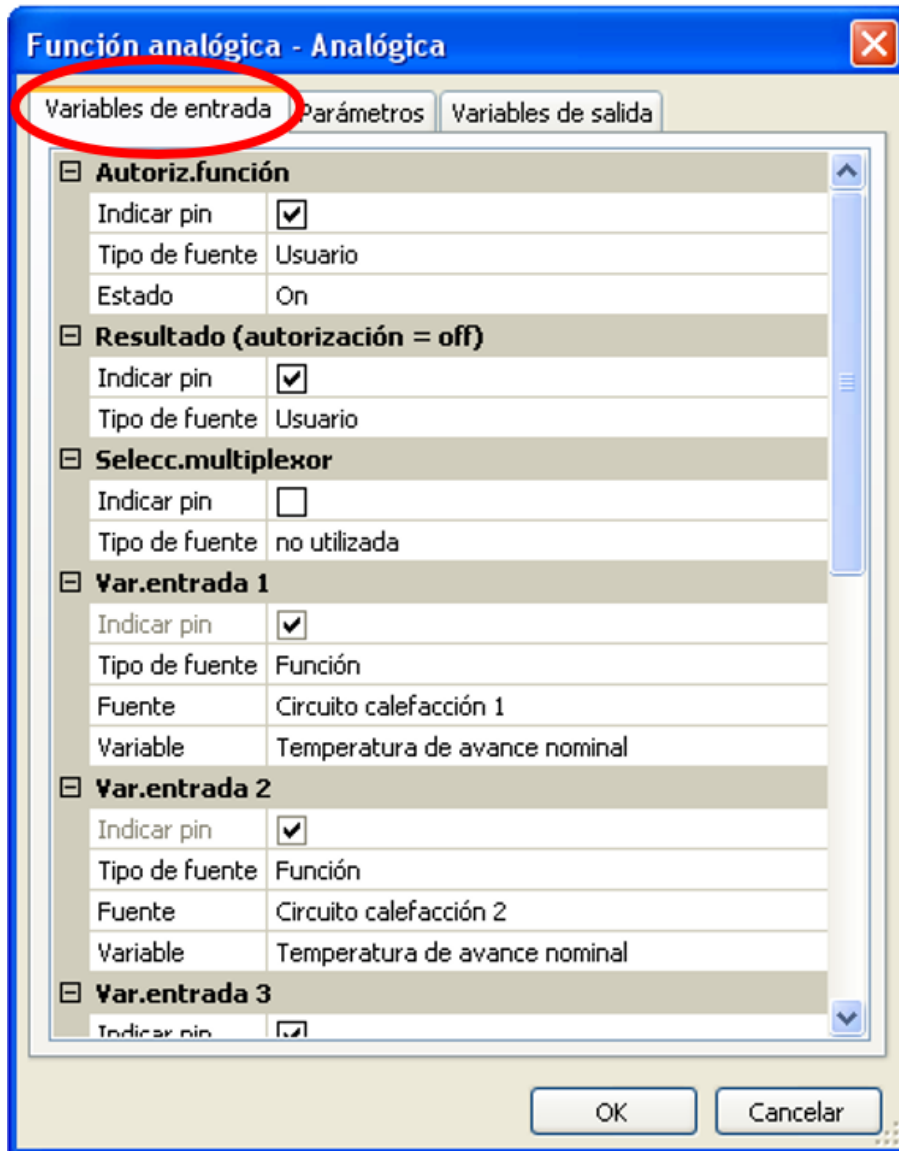 Función analógica - Analógica
Variables de entrada Parámetros Variables de salida
Autoriz.función
Indicar pin
Tipo de fuente Usuario
Estado On
Resultado (autorización = off)
Indicar pin
Tipo de fuente Usuario
Selecc.multiplexor
Indicar pin
Tipo de fuente no utilizada
Var.entrada 1
Indicar pin
Tipo de fuente Función
Fuente Circuito calefacción 1
Variable Temperatura de avance nominal
Var.entrada 2
Indicar pin
Tipo de fuente Función
Fuente Circuito calefacción 2
Variable Temperatura de avance nominal
Var.entrada 3
Indicar pin
OK Cancelar